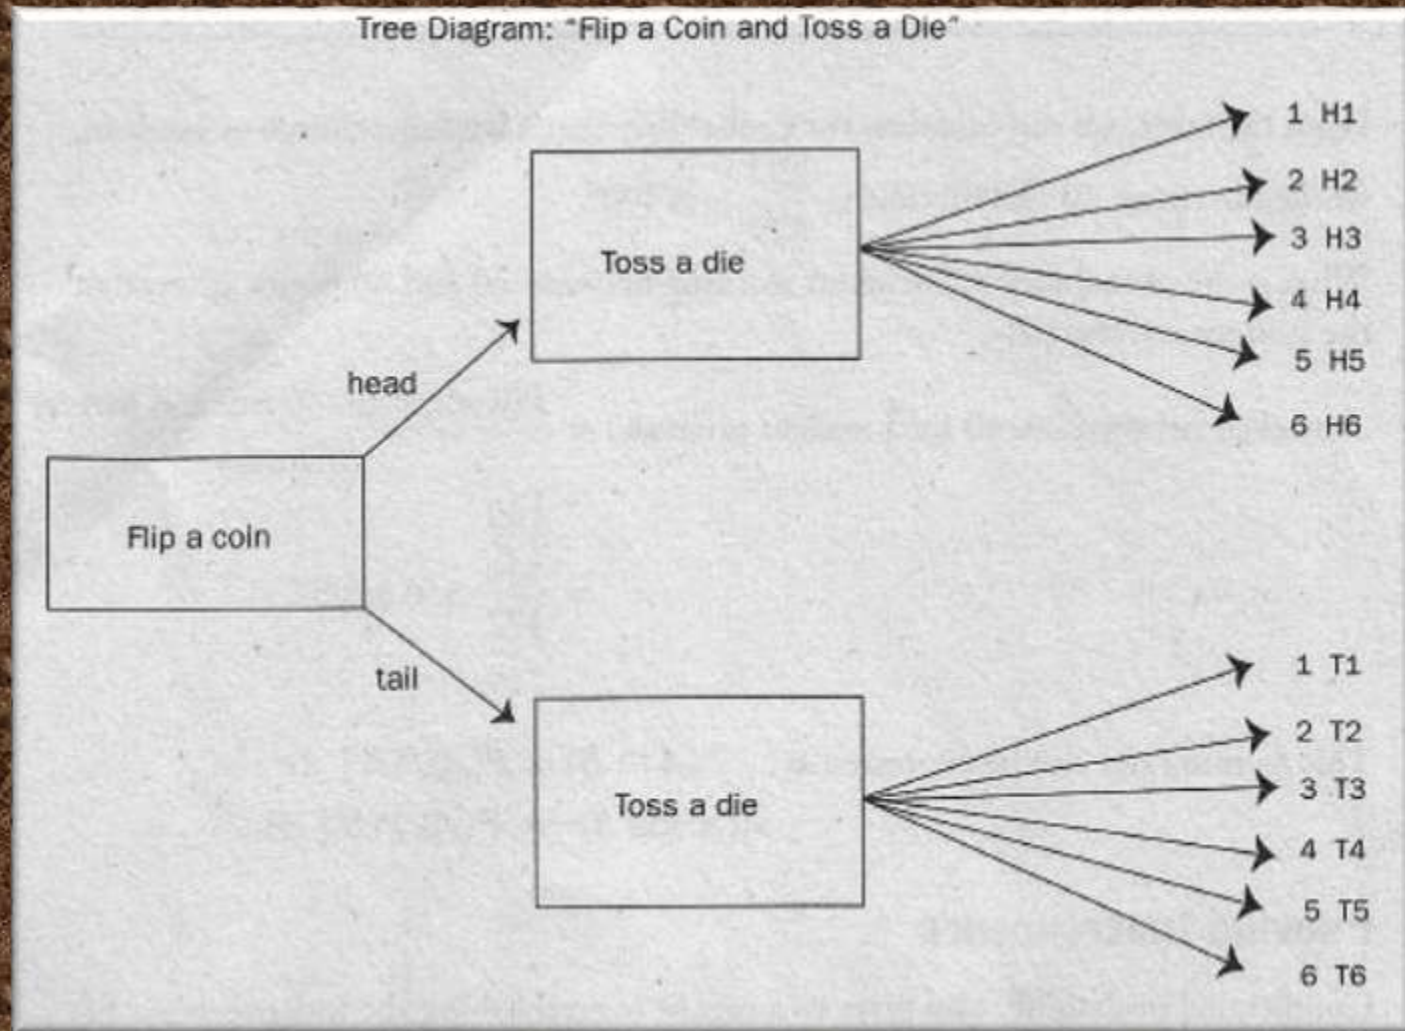 Tree Diagram: "Flip a Coin and Toss a Die"
1 H1
2 H2
3 H3
4 H4
5 H5
6 H6
Toss a die
head
Flip a coin
tail
Toss a die
1 T1
2 T2
3 T3
4 T4
5 T5
6 T6